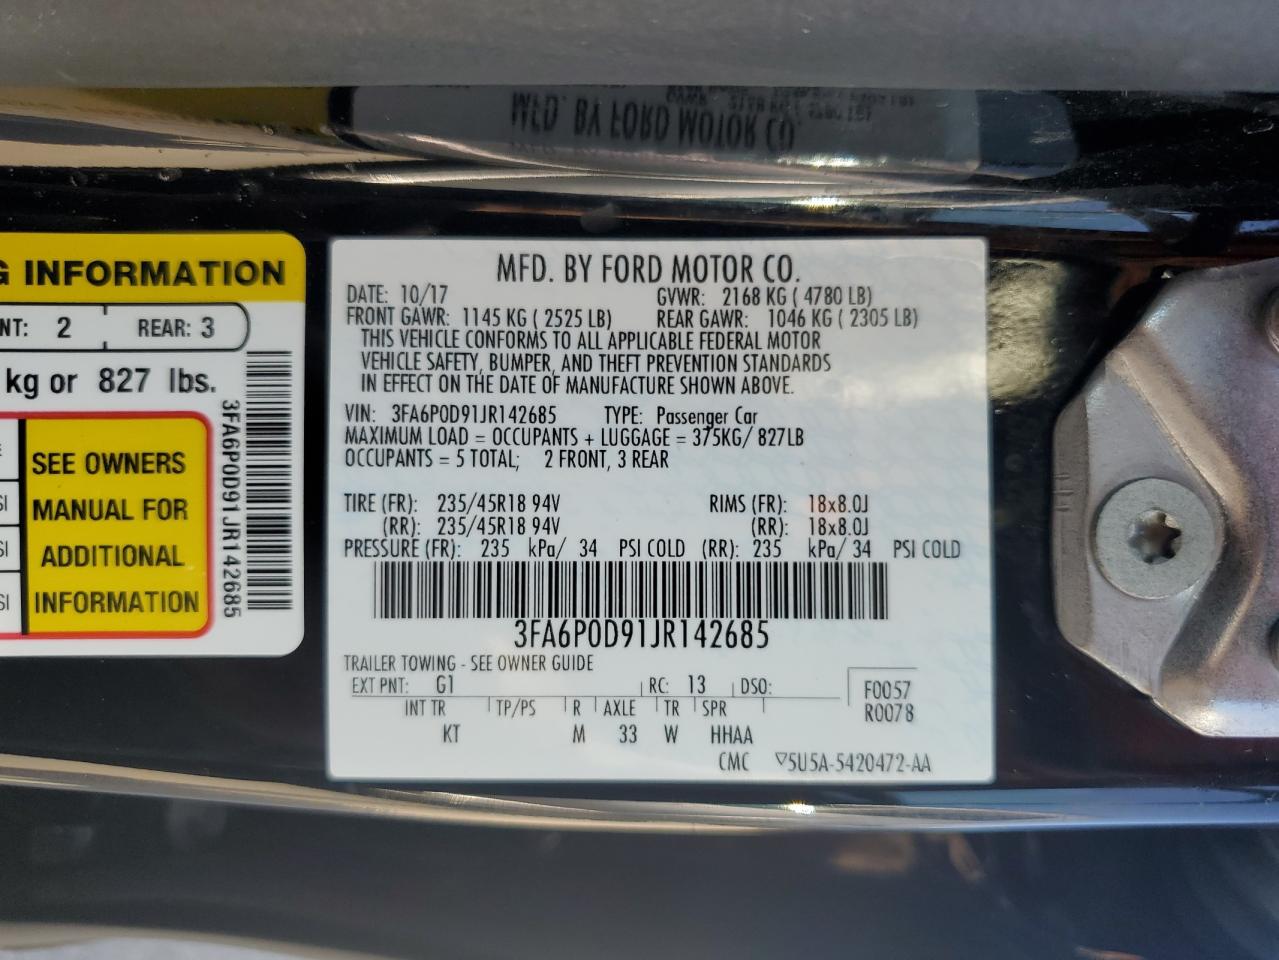 MFD. BY FORD MOTOR CO.
G INFORMATION
NT: 2 REAR: 3
kg or 827 lbs.
SEE OWNERS
MANUAL FOR
ADDITIONAL
INFORMATION
SI
SI
SI
3FA6P0D91JR142685
MFD. BY FORD MOTOR CO.
DATE: 10/17 GVWR: 2168 KG ( 4780 LB)
FRONT GAWR: 1145 KG ( 2525 LB) REAR GAWR: 1046 KG ( 2305 LB)
THIS VEHICLE CONFORMS TO ALL APPLICABLE FEDERAL MOTOR
VEHICLE SAFETY, BUMPER, AND THEFT PREVENTION STANDARDS
IN EFFECT ON THE DATE OF MANUFACTURE SHOWN ABOVE.
VIN: 3FA6P0D91JR142685 TYPE: Passenger Car
MAXIMUM LOAD = OCCUPANTS + LUGGAGE = 375KG/ 827LB
OCCUPANTS = 5 TOTAL; 2 FRONT, 3 REAR
TIRE (FR): 235/45R18 94V RIMS (FR): 18x8.0J
(RR): 235/45R18 94V (RR): 18x8.0J
PRESSURE (FR): 235 kPa/ 34 PSI COLD (RR): 235 kPa/ 34 PSI COLD
3FA6P0D91JR142685
TRAILER TOWING - SEE OWNER GUIDE
EXT PNT: G1 RC: 13 DSO: F0057
INT TR TP/PS R AXLE TR SPR R0078
KT M 33 W HHAA
CMC ▽5U5A-5420472-AA